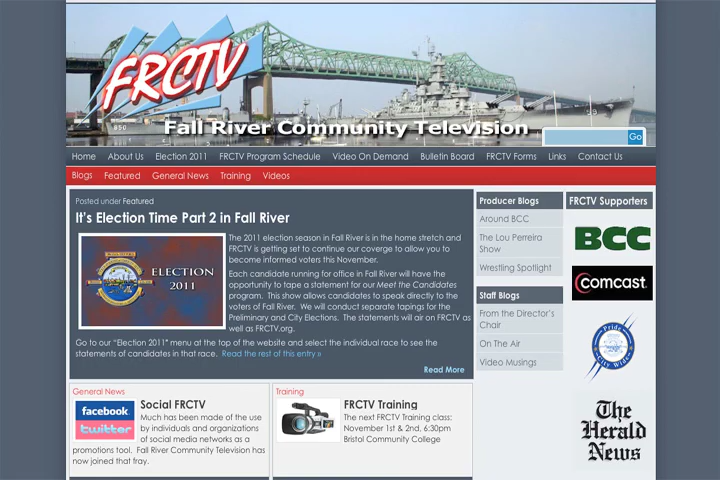 FRCTV
Fall River Community Television
Go
Home About Us Election 2011 FRCTV Program Schedule Video On Demand Bulletin Board FRCTV Forms Links Contact Us
Blogs Featured General News Training Videos
Posted under Featured
It's Election Time Part 2 in Fall River
ELECTION
2011
The 2011 election season in Fall River is in the home stretch and
FRCTV is getting set to continue our coverge to allow you to
become informed voters this November.
Each candidate running for office in Fall River will have the
opportunity to tape a statement for our Meet the Candidates
program. This show allows candidates to speak directly to the
voters of Fall River. We will conduct separate tapings for the
Preliminary and City Elections. The statements will air on FRCTV as
well as FRCTV.org.
Go to our "Election 2011" menu at the top of the website and select the individual race to see the
statements of candidates in that race. Read the rest of this entry »
Read More
Producer Blogs
Around BCC
The Lou Perreira
Show
Wrestling Spotlight
Staff Blogs
From the Director's
Chair
On The Air
Video Musings
FRCTV Supporters
BCC
comcast
Pride
City Wide
The
Herald
News
General News
facebook
twitter
Social FRCTV
Much has been made of the use
by individuals and organizations
of social media networks as a
promotions tool. Fall River Community Television has
now joined that fray.
Training
FRCTV Training
The next FRCTV Training class:
November 1st & 2nd, 6:30pm
Bristol Community College